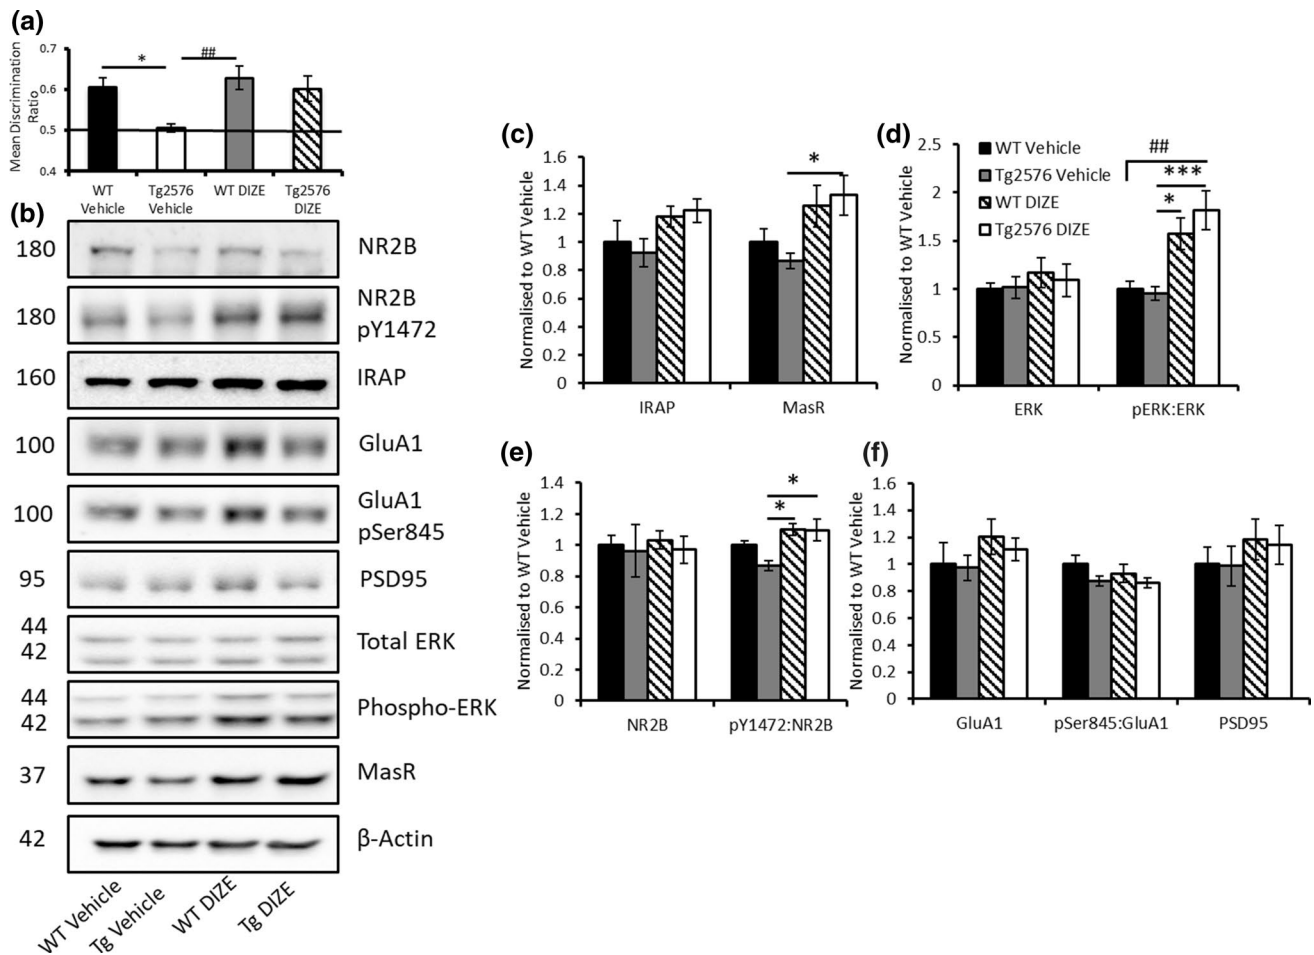 (a)
0.7
0.6
0.5
0.4
Mean Discrimination
Ratio
*
##
WT
Vehicle
Tg2576
Vehicle
WT DIZE
Tg2576
DIZE
(b)
180
NR2B
180
NR2B
pY1472
160
IRAP
100
GluA1
100
GluA1
pSer845
95
PSD95
44
42
Total ERK
44
42
Phospho-ERK
37
MasR
42
β-Actin
WT Vehicle
Tg Vehicle
WT DIZE
Tg DIZE
(c)
Normalised to WT Vehicle
1.6
1.4
1.2
1
0.8
0.6
0.4
0.2
0
*
IRAP
MasR
(d)
Normalised to WT Vehicle
2.5
2
1.5
1
0.5
0
WT Vehicle
Tg2576 Vehicle
WT DIZE
Tg2576 DIZE
##
***
*
ERK
pERK:ERK
(e)
Normalised to WT Vehicle
1.4
1.2
1
0.8
0.6
0.4
0.2
0
*
*
NR2B
pY1472:NR2B
(f)
Normalised to WT Vehicle
1.6
1.4
1.2
1
0.8
0.6
0.4
0.2
0
GluA1
pSer845:GluA1
PSD95